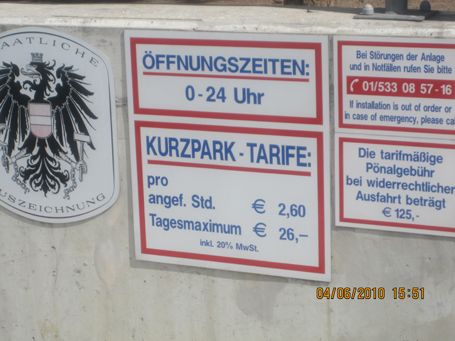 STAATLICHE
AUSZEICHNUNG
ÖFFNUNGSZEITEN:
0-24 Uhr
KURZPARK-TARIFE:
pro
angef. Std. € 2,60
Tagesmaximum € 26,–
inkl. 20% MwSt.
Bei Störungen der Anlage
und in Notfällen rufen Sie bitte
01/533 08 57-16
If installation is out of order or
in case of emergency, please ca
Die tarifmäßige
Pönalgebühr
bei widerrechtlicher
Ausfahrt beträgt
€ 125,-
04/06/2010 15:51